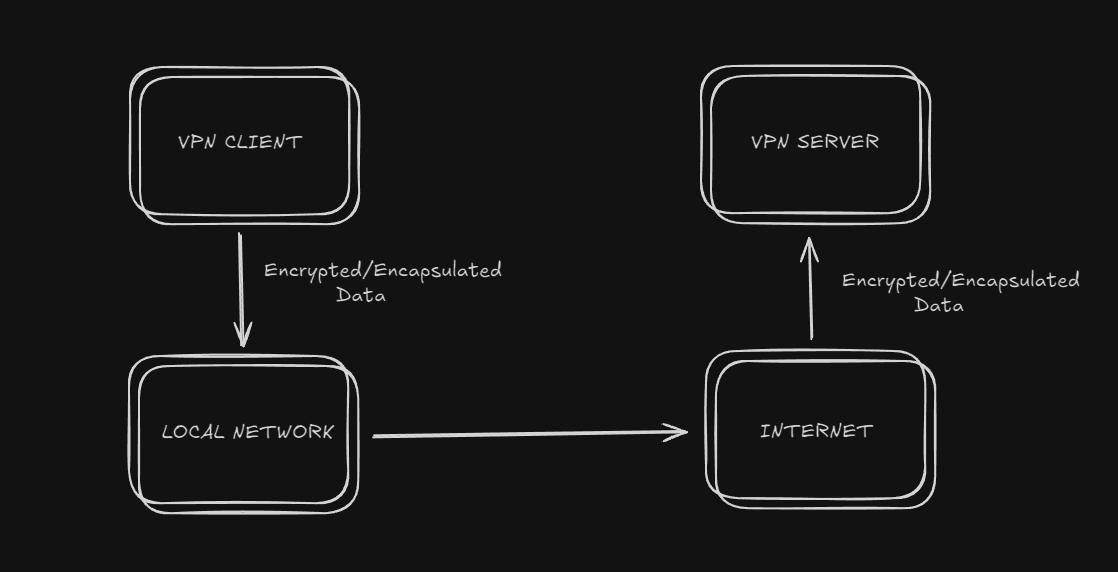 VPN CLIENT
VPN SERVER
Encrypted/Encapsulated
Data
Encrypted/Encapsulated
Data
LOCAL NETWORK
INTERNET